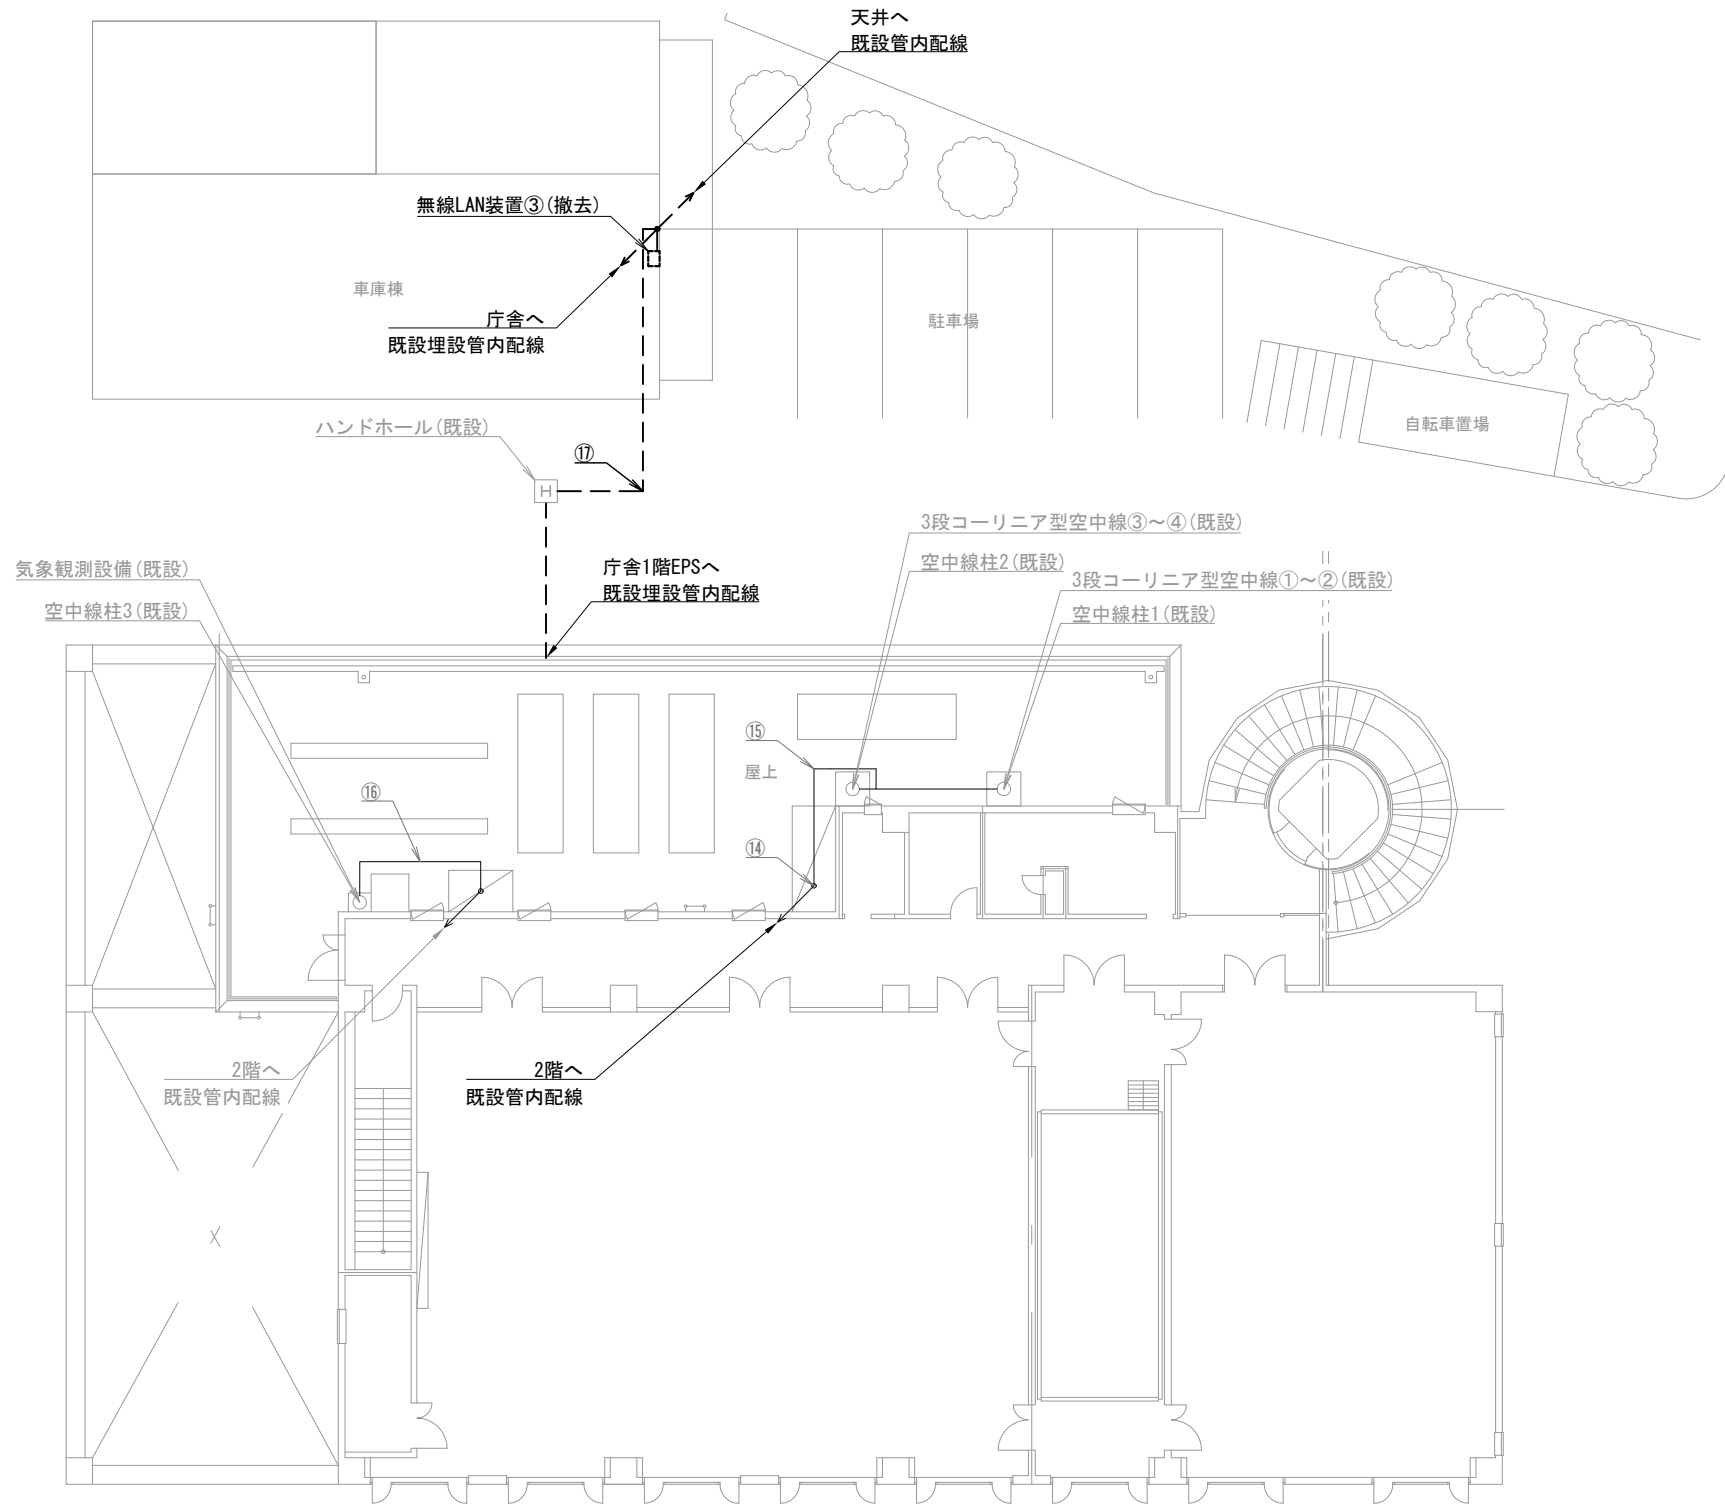 天井へ
既設管内配線
無線LAN装置③(撤去)
車庫棟
庁舎へ
既設埋設管内配線
駐車場
自転車置場
ハンドホール(既設)
⑰
H
3段コーリニア型空中線③～④(既設)
空中線柱2(既設)
3段コーリニア型空中線①～②(既設)
空中線柱1(既設)
庁舎1階EPSへ
既設埋設管内配線
気象観測設備(既設)
空中線柱3(既設)
⑮
屋上
⑯
⑭
2階へ
既設管内配線
2階へ
既設管内配線